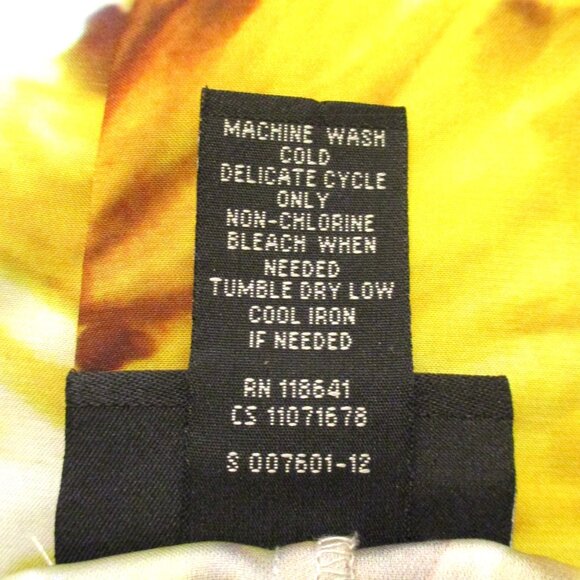 MACHINE WASH
COLD
DELICATE CYCLE
ONLY
NON-CHLORINE
BLEACH WHEN
NEEDED
TUMBLE DRY LOW
COOL IRON
IF NEEDED
RN 118641
CS 11071678
S 007601-12